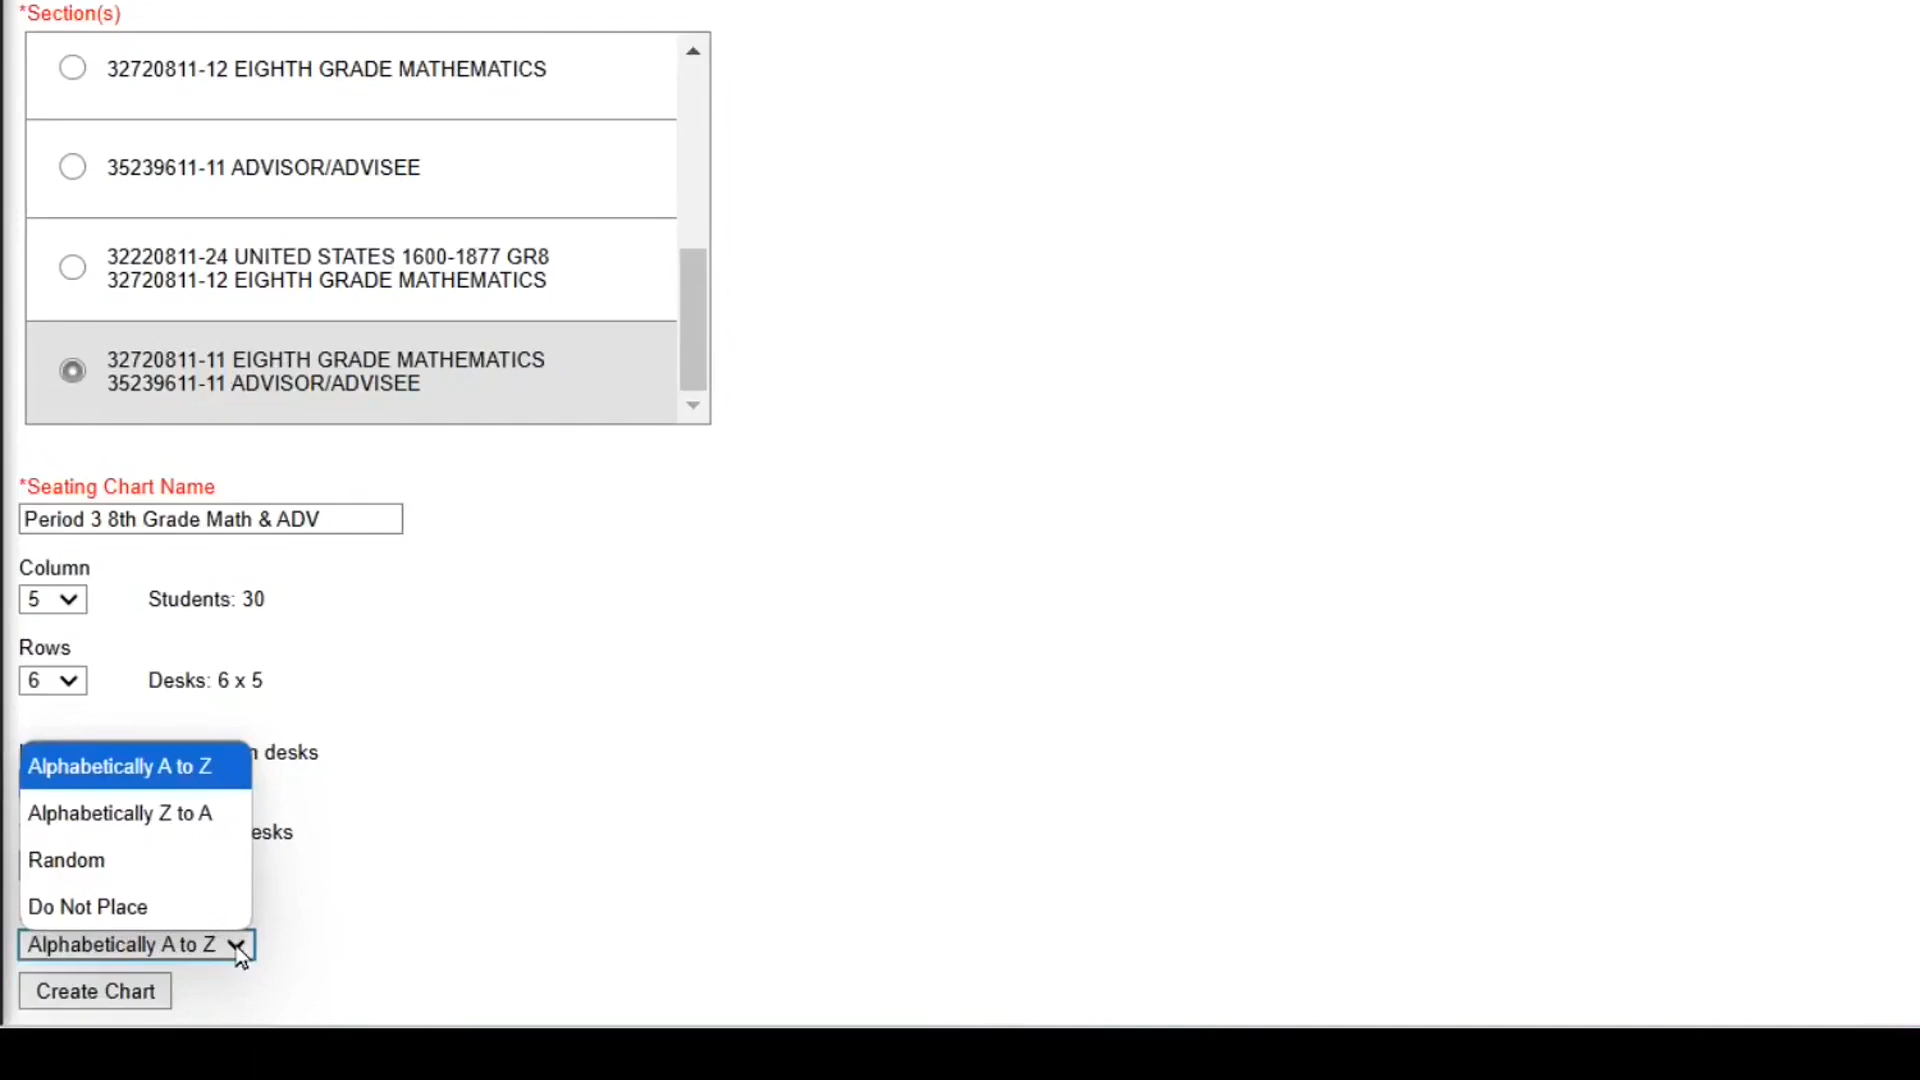 *Section(s)
32720811-12 EIGHTH GRADE MATHEMATICS
35239611-11 ADVISOR/ADVISEE
32220811-24 UNITED STATES 1600-1877 GR8
32720811-12 EIGHTH GRADE MATHEMATICS
32720811-11 EIGHTH GRADE MATHEMATICS
35239611-11 ADVISOR/ADVISEE
*Seating Chart Name
Period 3 8th Grade Math & ADV
Column
5 Students: 30
Rows
6 Desks: 6 x 5
desks
Alphabetically A to Z
Alphabetically Z to A
Random
Do Not Place
Alphabetically A to Z
Create Chart